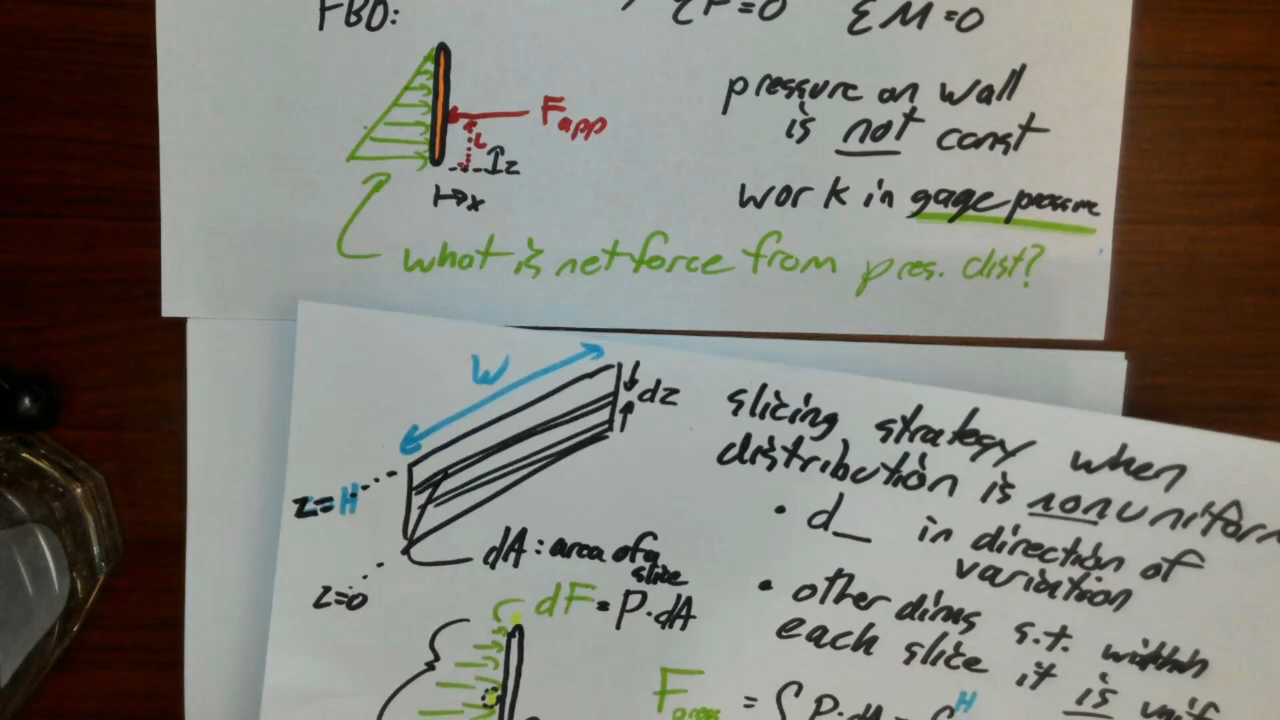 FBD:
ΣF=0 ΣM=0
Fapp
L
z
x
pressure on wall
is not const
work in gage pressure
what is net force from pres. dist?
W
dz
z=H
z=0
dA: area of a
slice
dF = P·dA
slicing strategy when
distribution is nonuniform
• d_ in direction of
variation
• other dims s.t. within
each slice it is
Fpress = ∫ P·dA = ∫H